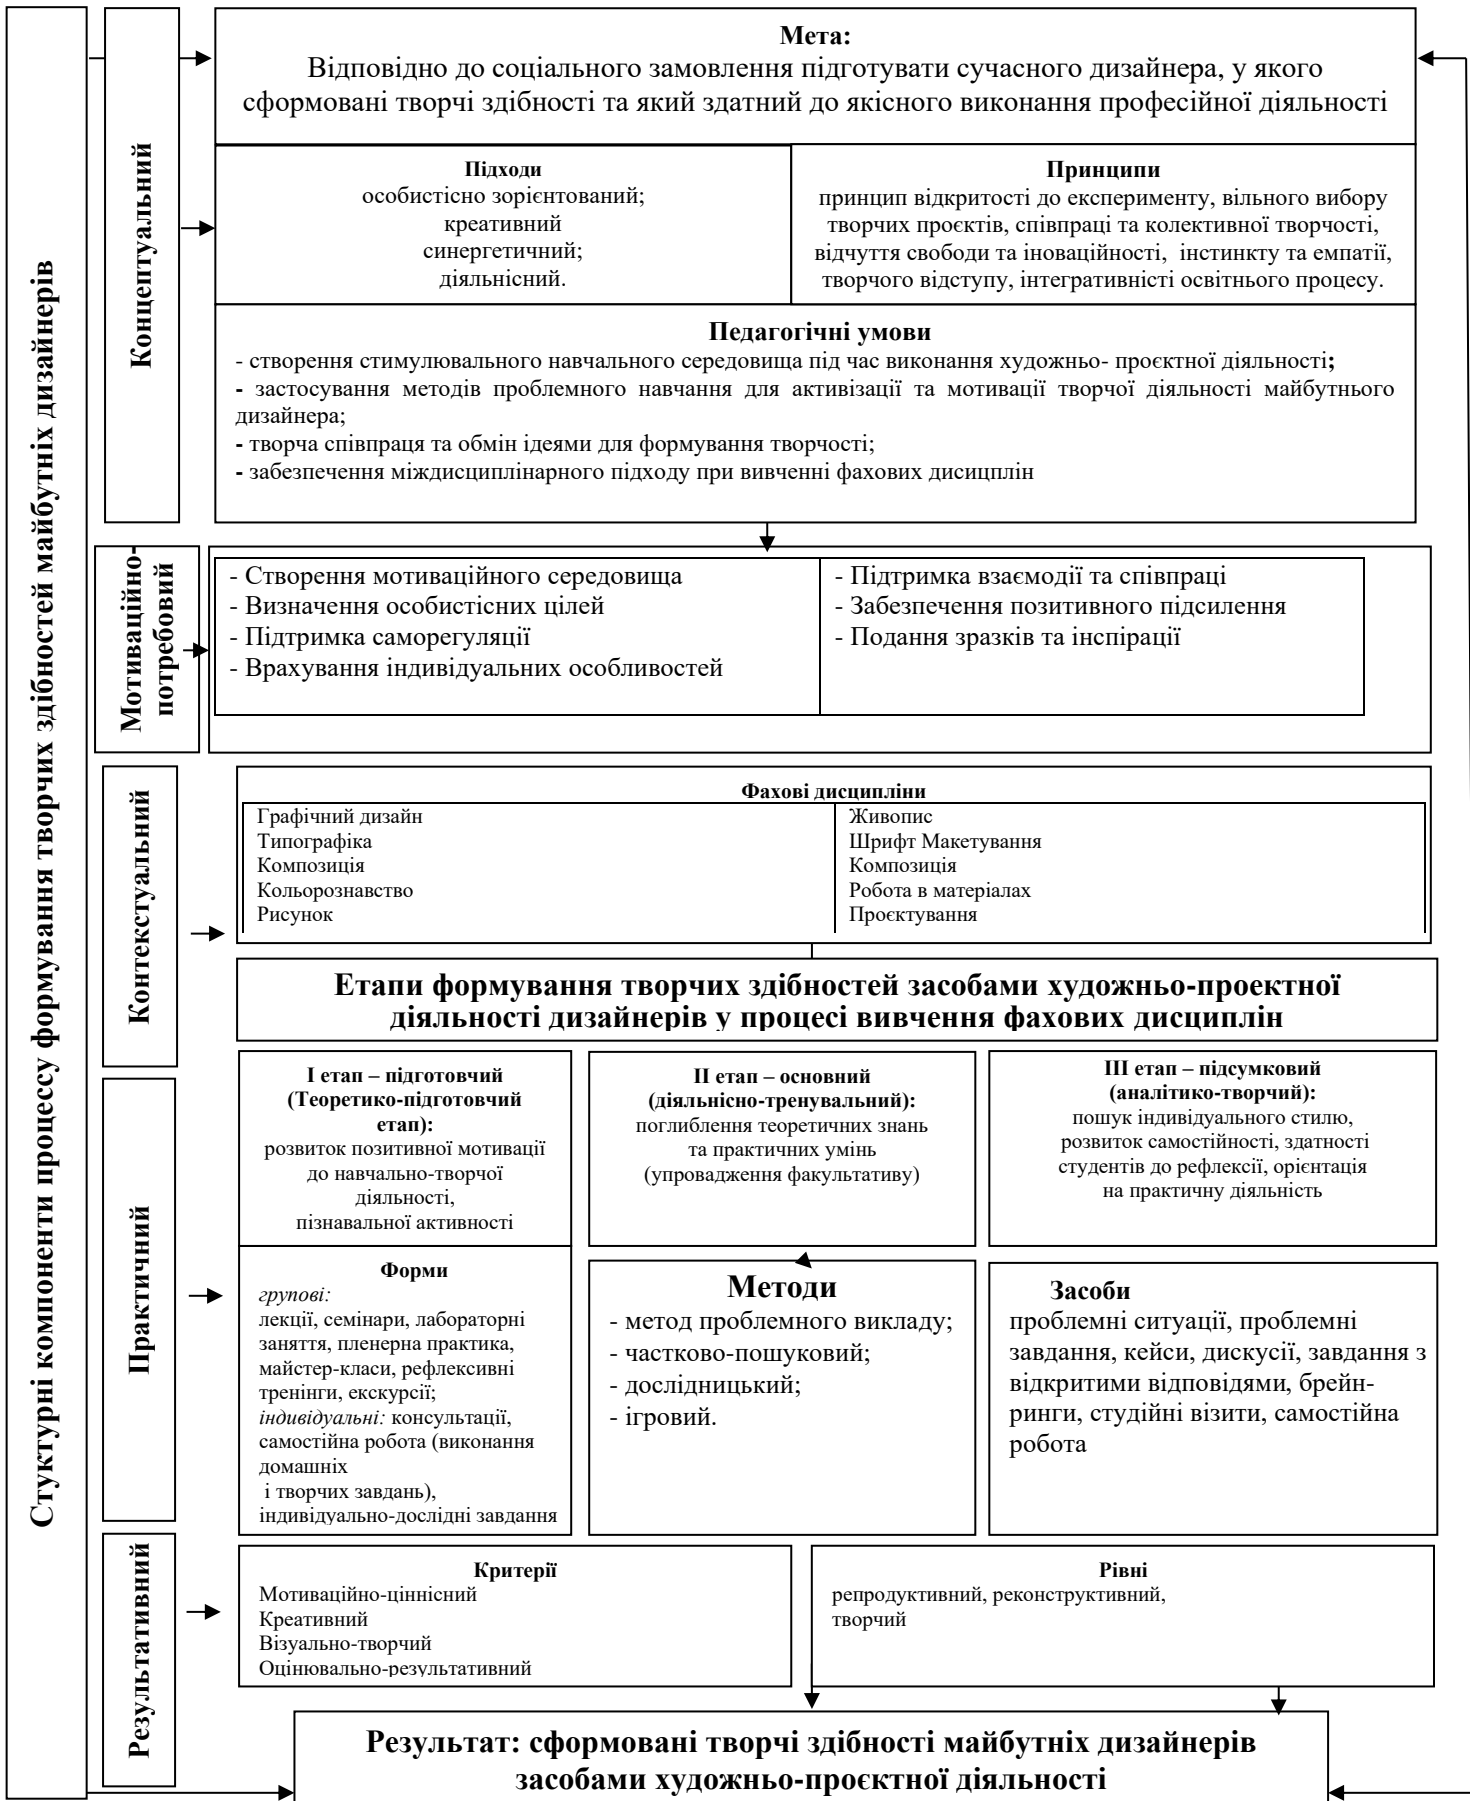 Стуктурні компоненти процессу формування творчих здібностей майбутніх дизайнерів
Концептуальний
Мета:
Відповідно до соціального замовлення підготувати сучасного дизайнера, у якого
сформовані творчі здібності та який здатний до якісного виконання професійної діяльності
Підходи
особистісно зорієнтований;
креативний
синергетичний;
діяльнісний.
Принципи
принцип відкритості до експерименту, вільного вибору
творчих проєктів, співпраці та колективної творчості,
відчуття свободи та іноваційності, інстинкту та емпатії,
творчого відступу, інтегративністі освітнього процесу.
Педагогічні умови
- створення стимулювального навчального середовища під час виконання художньо- проєктної діяльності;
- застосування методів проблемного навчання для активізації та мотивації творчої діяльності майбутнього
дизайнера;
- творча співпраця та обмін ідеями для формування творчості;
- забезпечення міждисциплінарного підходу при вивченні фахових дисицплін
Мотиваційно-
потребовий
- Створення мотиваційного середовища
- Визначення особистісних цілей
- Підтримка саморегуляції
- Врахування індивідуальних особливостей
- Підтримка взаємодії та співпраці
- Забезпечення позитивного підсилення
- Подання зразків та інспірації
Контекстуальний
Фахові дисципліни
Графічний дизайн
Типографіка
Композиція
Кольорознавство
Рисунок
Живопис
Шрифт Макетування
Композиція
Робота в матеріалах
Проєктування
Етапи формування творчих здібностей засобами художньо-проектної
діяльності дизайнерів у процесі вивчення фахових дисциплін
Практичний
І етап – підготовчий
(Теоретико-підготовчий
етап):
розвиток позитивної мотивації
до навчально-творчої
діяльності,
пізнавальної активності
ІІ етап – основний
(діяльнісно-тренувальний):
поглиблення теоретичних знань
та практичних умінь
(упровадження факультативу)
ІІІ етап – підсумковий
(аналітико-творчий):
пошук індивідуального стилю,
розвиток самостійності, здатності
студентів до рефлексії, орієнтація
на практичну діяльність
Форми
групові:
лекції, семінари, лабораторні
заняття, пленерна практика,
майстер-класи, рефлексивні
тренінги, екскурсії;
індивідуальні: консультації,
самостійна робота (виконання
домашніх
і творчих завдань),
індивідуально-дослідні завдання
Методи
- метод проблемного викладу;
- частково-пошуковий;
- дослідницький;
- ігровий.
Засоби
проблемні ситуації, проблемні
завдання, кейси, дискусії, завдання з
відкритими відповідями, брейн-
ринги, студійні візити, самостійна
робота
Результативний
Критерії
Мотиваційно-ціннісний
Креативний
Візуально-творчий
Оцінювально-результативний
Рівні
репродуктивний, реконструктивний,
творчий
Результат: сформовані творчі здібності майбутніх дизайнерів
засобами художньо-проєктної діяльності